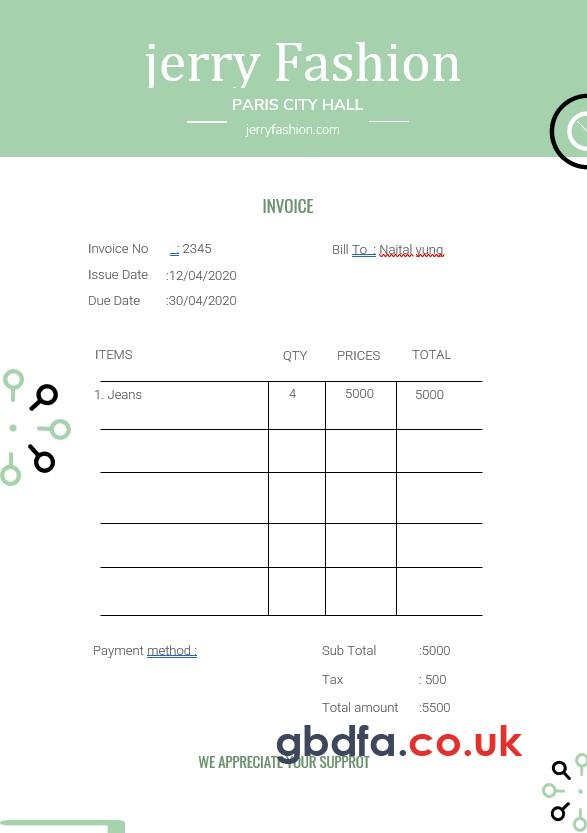 jerry Fashion
PARIS CITY HALL
jerryfashion.com
INVOICE
Invoice No : 2345
Bill To : Naital vung
Issue Date :12/04/2020
Due Date :30/04/2020
ITEMS QTY PRICES TOTAL
1. Jeans 4 5000 5000
Payment method :
Sub Total :5000
Tax : 500
Total amount :5500
gbdfa.co.uk
WE APPRECIATE YOUR SUPPROT